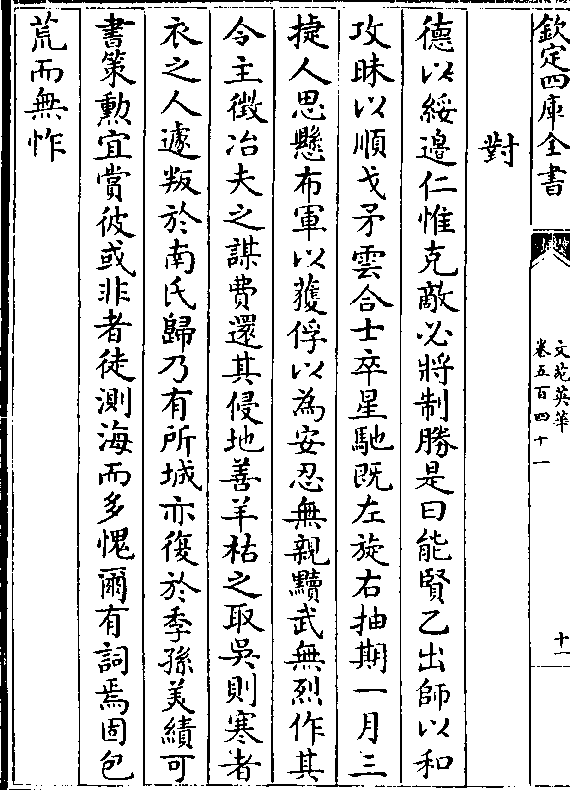 欽定四庫全書
文苑英華
卷五百四十一
十一
對
德以綏邉仁惟克敵必將制勝是曰能賢乙出師以和
攻昧以順戈矛雲合士卒星馳既左旋右抽期一月三
捷人思懸布軍以獲俘以為安忍無親黷武無烈作其
令主徴冶夫之謀費還其侵地善羊枯之取吳則寒者
衣之人遽叛於南氏歸乃有所城亦復於季孫美績可
書策勲宜賞彼或非者徒測海而多愧爾有詞焉固包
荒而無怍